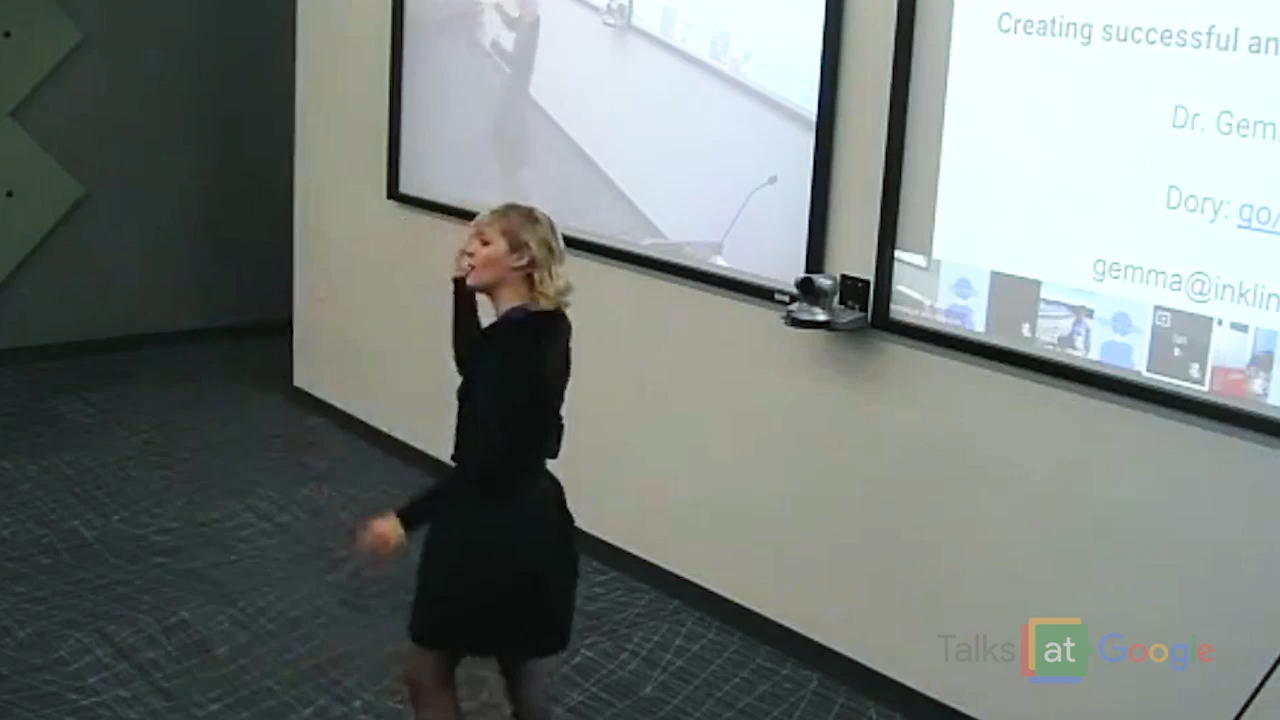 Creating successful an
Dr. Gem
Dory: go/
gemma@inklin
Talks at Google